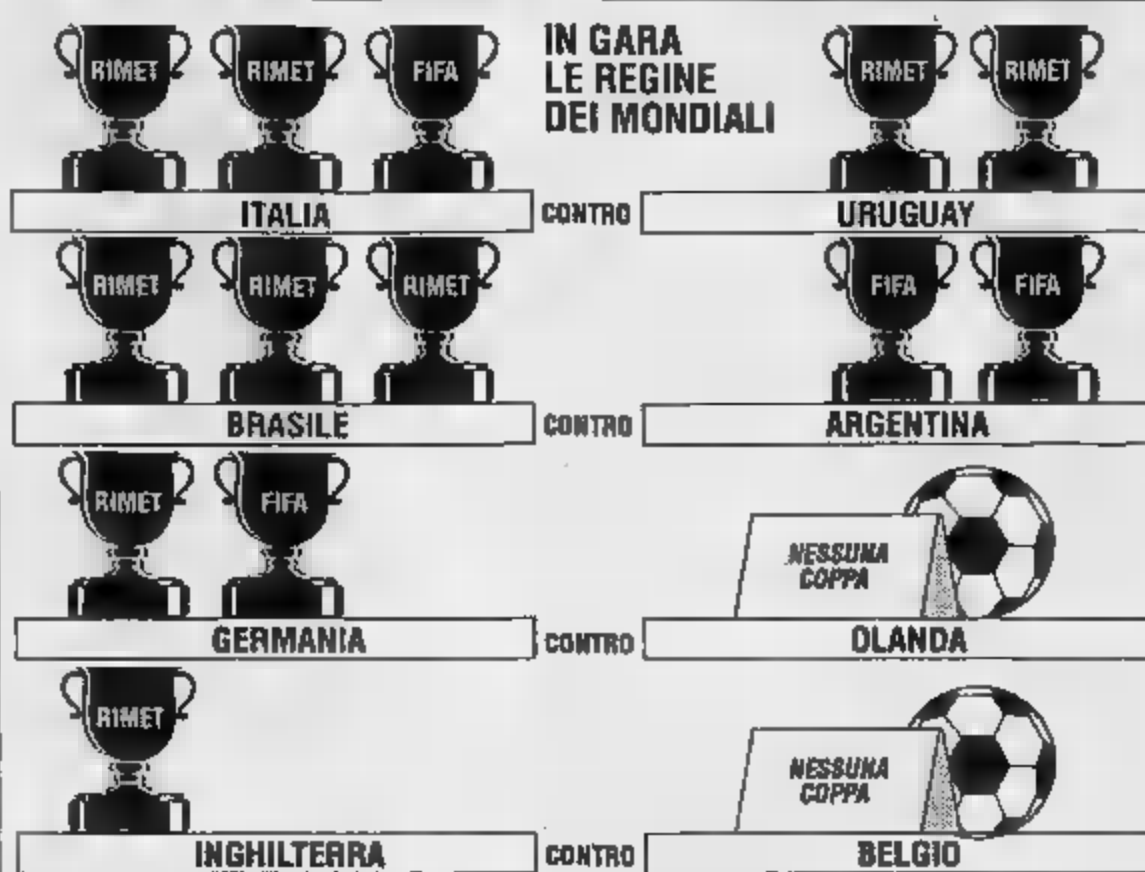 RIMET RIMET FIFA
IN GARA
LE REGINE
DEI MONDIALI
RIMET RIMET
ITALIA CONTRO URUGUAY
RIMET RIMET RIMET
FIFA FIFA
BRASILE CONTRO ARGENTINA
RIMET FIFA
NESSUNA
COPPA
GERMANIA CONTRO OLANDA
RIMET
NESSUNA
COPPA
INGHILTERRA CONTRO BELGIO